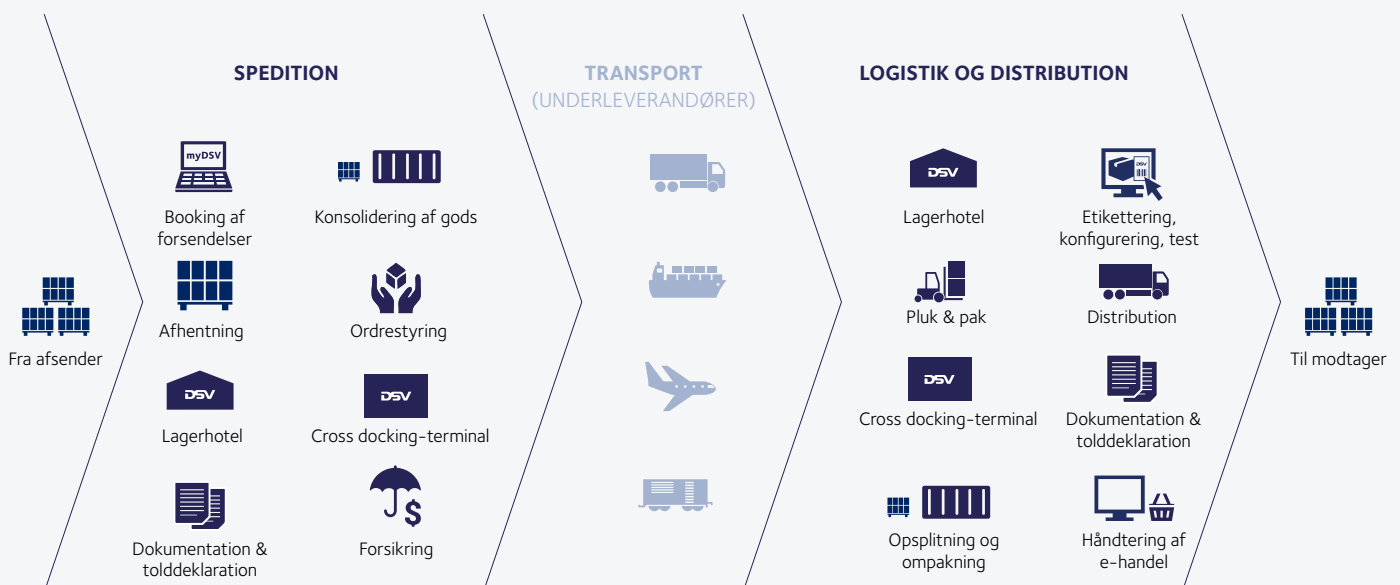 SPEDITION
TRANSPORT
(UNDERLEVERANDØRER)
LOGISTIK OG DISTRIBUTION
Fra afsender
myDSV
Booking af
forsendelser
Konsolidering af gods
Afhentning
Ordrestyring
DSV
Lagerhotel
DSV
Cross docking-terminal
Dokumentation &
tolddeklaration
$
Forsikring
DSV
Lagerhotel
DSV
Etikettering,
konfigurering, test
Pluk & pak
Distribution
DSV
Cross docking-terminal
Dokumentation &
tolddeklaration
Opsplitning og
ompakning
Håndtering af
e-handel
Til modtager